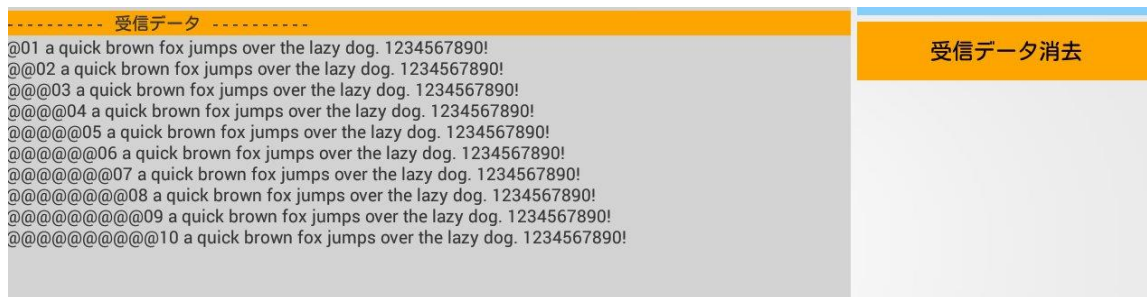 ---------- 受信データ ----------
@01 a quick brown fox jumps over the lazy dog. 1234567890!
@@02 a quick brown fox jumps over the lazy dog. 1234567890!
@@@03 a quick brown fox jumps over the lazy dog. 1234567890!
@@@@04 a quick brown fox jumps over the lazy dog. 1234567890!
@@@@@05 a quick brown fox jumps over the lazy dog. 1234567890!
@@@@@@06 a quick brown fox jumps over the lazy dog. 1234567890!
@@@@@@@07 a quick brown fox jumps over the lazy dog. 1234567890!
@@@@@@@@08 a quick brown fox jumps over the lazy dog. 1234567890!
@@@@@@@@@09 a quick brown fox jumps over the lazy dog. 1234567890!
@@@@@@@@@@10 a quick brown fox jumps over the lazy dog. 1234567890!
受信データ消去